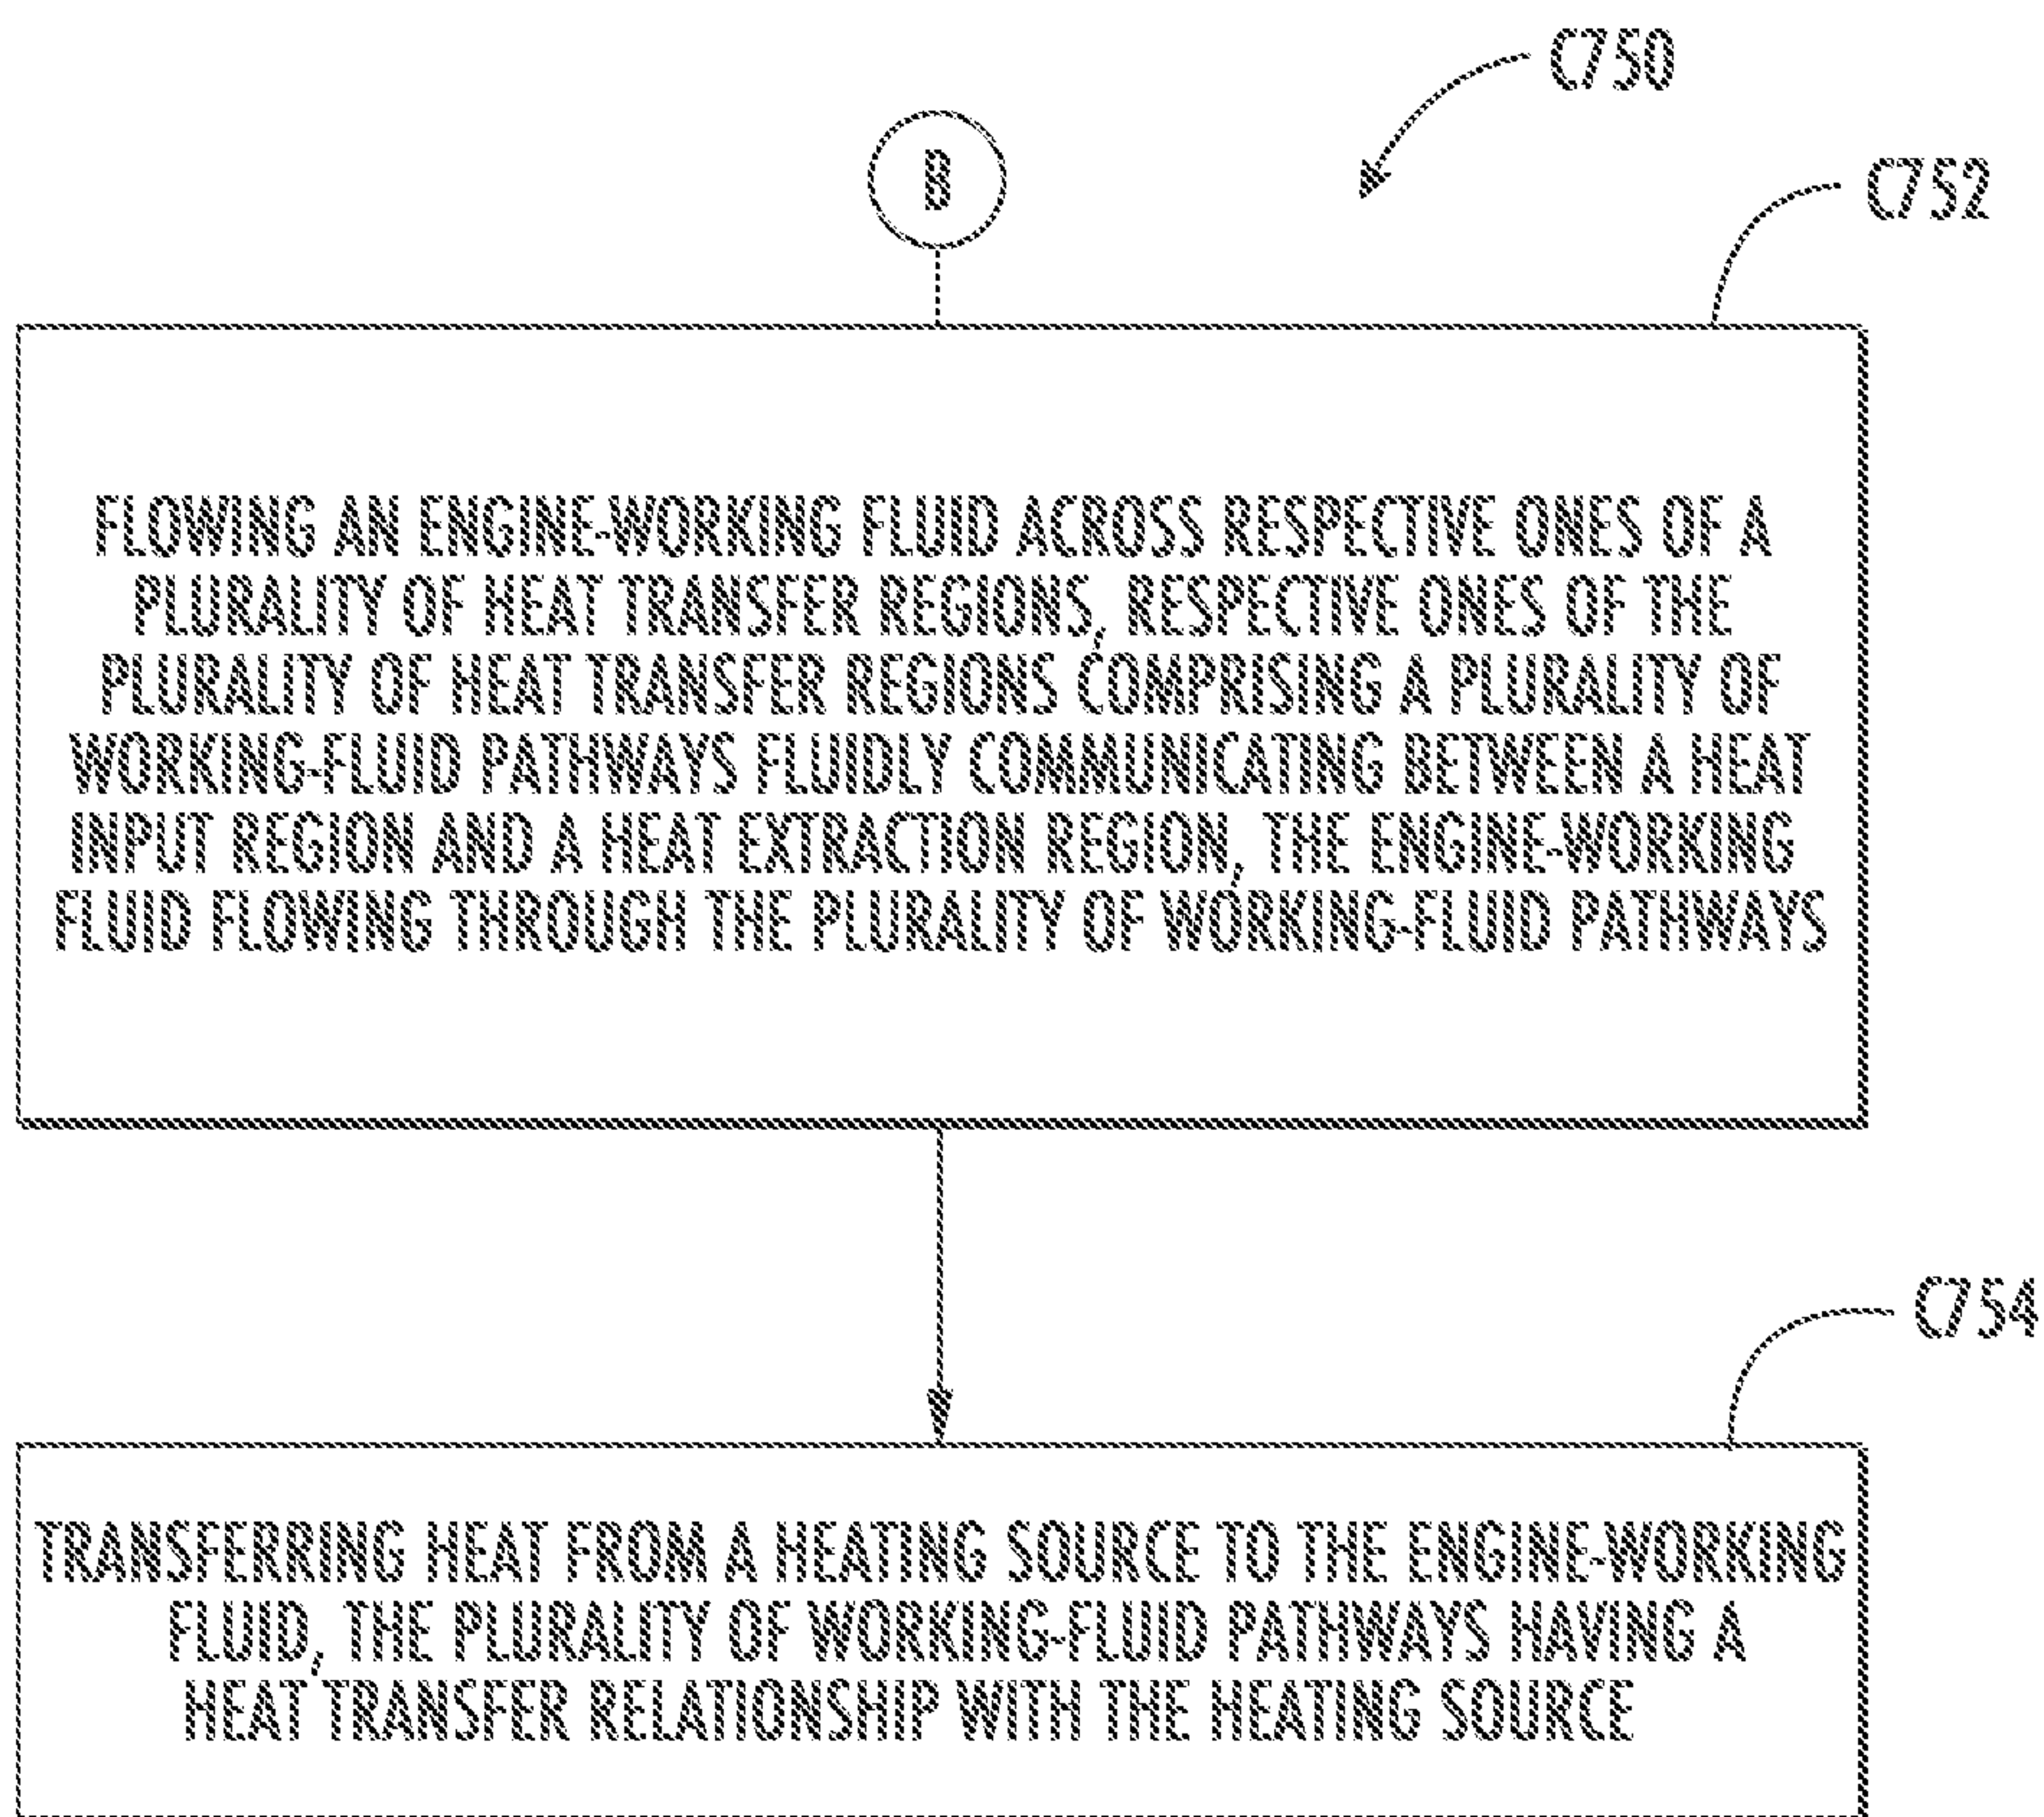 C750
B
C752
FLOWING AN ENGINE-WORKING FLUID ACROSS RESPECTIVE ONES OF A
PLURALITY OF HEAT TRANSFER REGIONS, RESPECTIVE ONES OF THE
PLURALITY OF HEAT TRANSFER REGIONS COMPRISING A PLURALITY OF
WORKING-FLUID PATHWAYS FLUIDLY COMMUNICATING BETWEEN A HEAT
INPUT REGION AND A HEAT EXTRACTION REGION, THE ENGINE-WORKING
FLUID FLOWING THROUGH THE PLURALITY OF WORKING-FLUID PATHWAYS
C754
TRANSFERRING HEAT FROM A HEATING SOURCE TO THE ENGINE-WORKING
FLUID, THE PLURALITY OF WORKING-FLUID PATHWAYS HAVING A
HEAT TRANSFER RELATIONSHIP WITH THE HEATING SOURCE